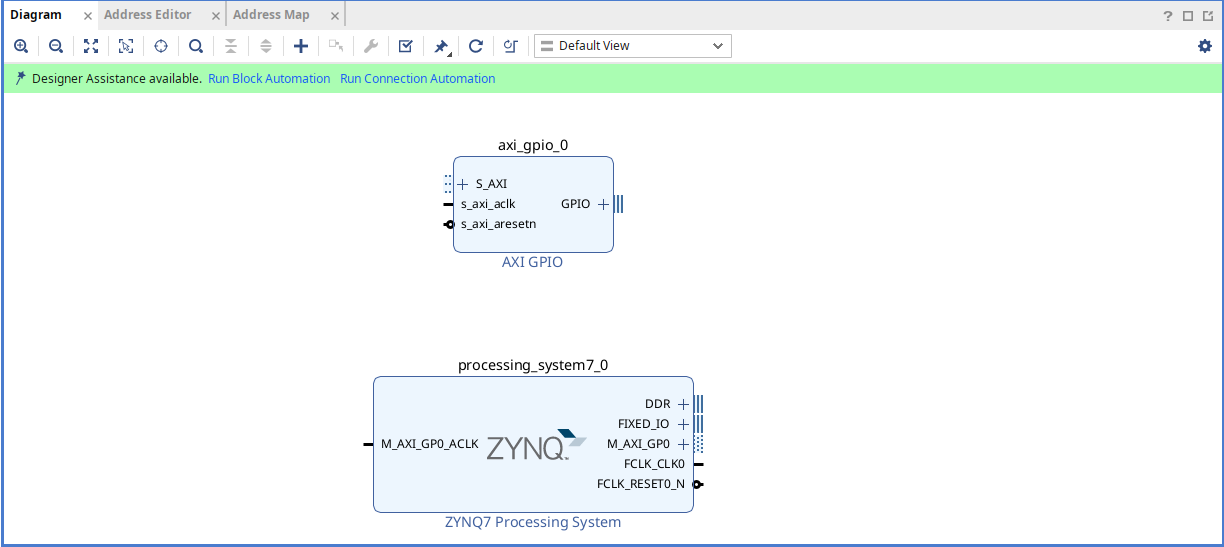 Diagram
Address Editor
Address Map
?
Default View
Designer Assistance available. Run Block Automation Run Connection Automation
axi_gpio_0
S_AXI
s_axi_aclk GPIO
s_axi_aresetn
AXI GPIO
processing_system7_0
DDR
FIXED_IO
M_AXI_GP0_ACLK ZYNQ M_AXI_GP0
FCLK_CLK0
FCLK_RESET0_N
ZYNQ7 Processing System